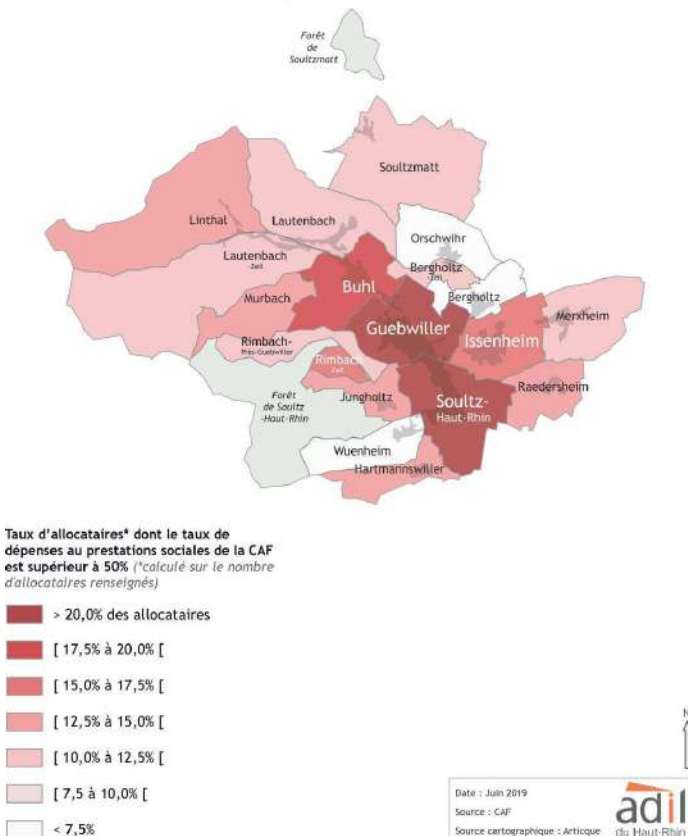 Forêt
de
Soultzmatt
Soultzmatt
Linthal
Lautenbach
Orschwihr
Lautenbach
-Zell
Bergholtz
-Zell
Buhl
Murbach
Bergholtz
Merxheim
Guebwiller
Issenheim
Rimbach-
Près-Guebwiller
Rimbach
Zell
Raedersheim
Forêt
de Soultz
-Haut-Rhin
Jungholtz
Soultz-
Haut-Rhin
Wuenheim
Hartmannswiller
Taux d'allocataires* dont le taux de
dépenses au prestations sociales de la CAF
est supérieur à 50% (*calculé sur le nombre
d'allocataires renseignés)
> 20,0% des allocataires
[ 17,5% à 20,0% [
[ 15,0% à 17,5% [
[ 12,5% à 15,0% [
[ 10,0% à 12,5% [
[ 7,5 à 10,0% [
< 7,5%
N
Date : Juin 2019
Source : CAF
Source cartographique : Articque
adil
du Haut-Rhin